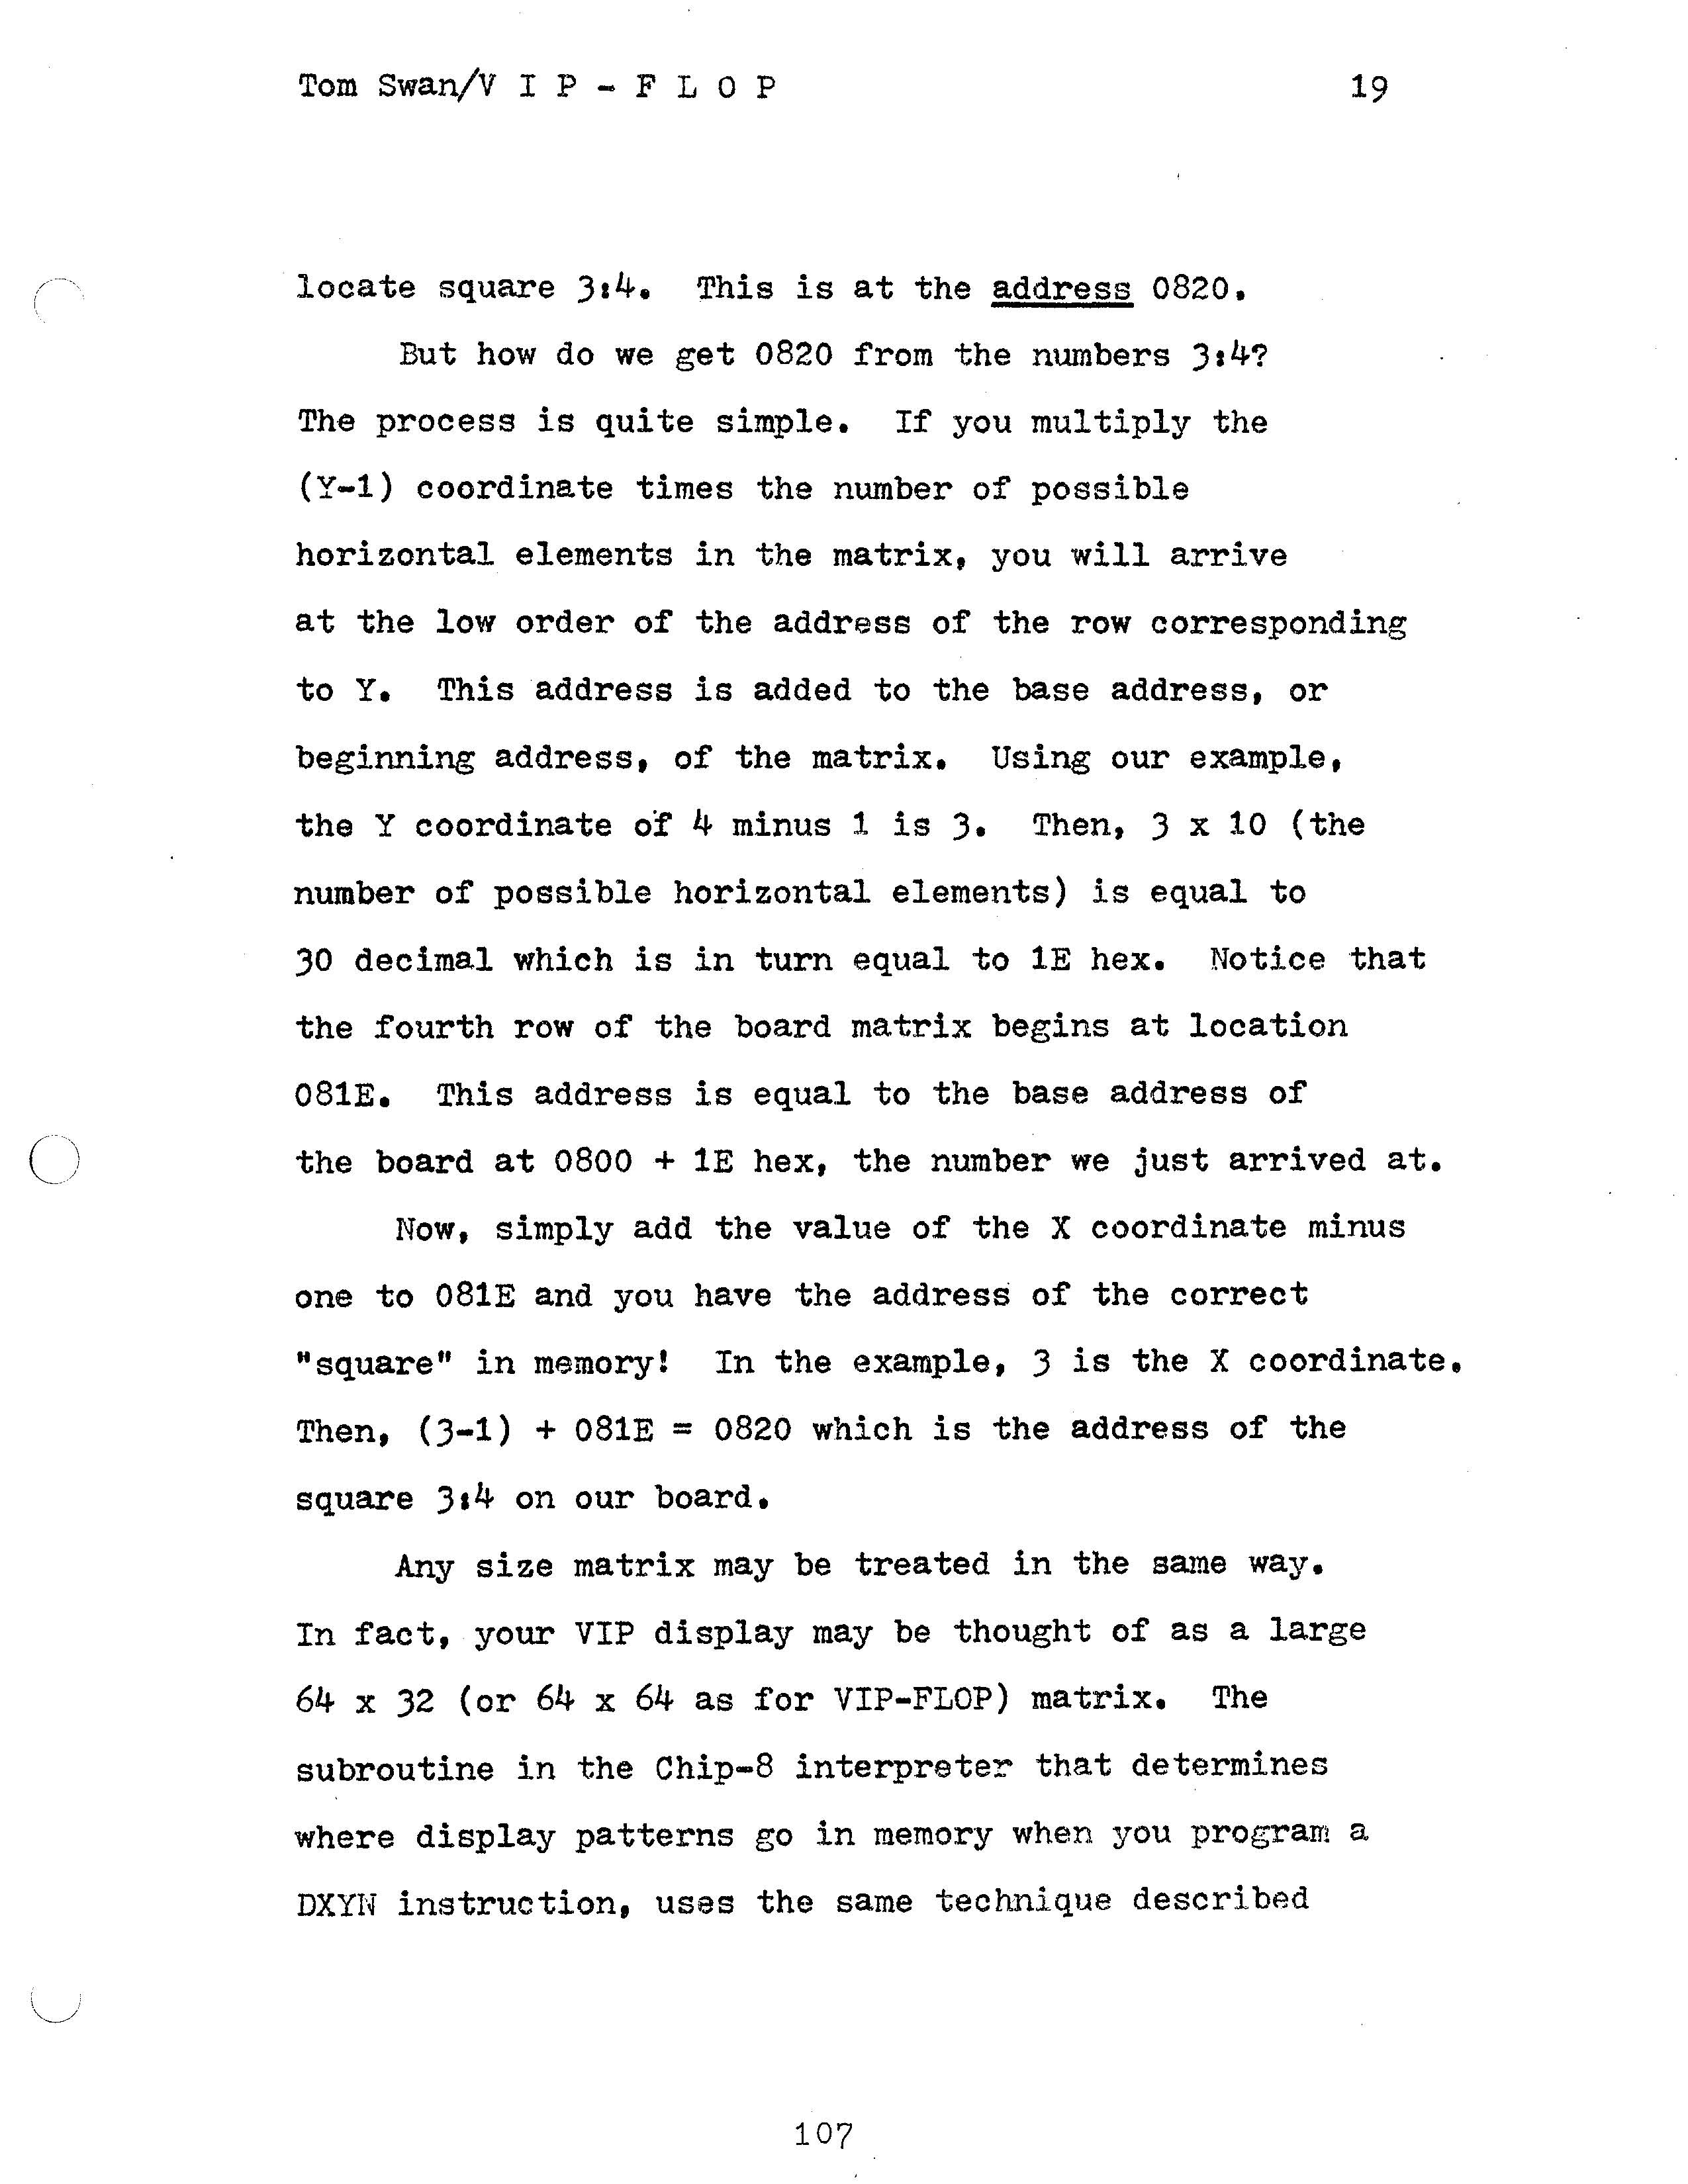 Tom Swan/V I P - F L O P 19
locate square 3:4. This is at the address 0820.
But how do we get 0820 from the numbers 3:4?
The process is quite simple. If you multiply the
(Y-1) coordinate times the number of possible
horizontal elements in the matrix, you will arrive
at the low order of the address of the row corresponding
to Y. This address is added to the base address, or
beginning address, of the matrix. Using our example,
the Y coordinate of 4 minus 1 is 3. Then, 3 x 10 (the
number of possible horizontal elements) is equal to
30 decimal which is in turn equal to 1E hex. Notice that
the fourth row of the board matrix begins at location
081E. This address is equal to the base address of
the board at 0800 + 1E hex, the number we just arrived at.
Now, simply add the value of the X coordinate minus
one to 081E and you have the address of the correct
"square" in memory! In the example, 3 is the X coordinate.
Then, (3-1) + 081E = 0820 which is the address of the
square 3:4 on our board.
Any size matrix may be treated in the same way.
In fact, your VIP display may be thought of as a large
64 x 32 (or 64 x 64 as for VIP-FLOP) matrix. The
subroutine in the Chip-8 interpreter that determines
where display patterns go in memory when you program a
DXYN instruction, uses the same technique described
107